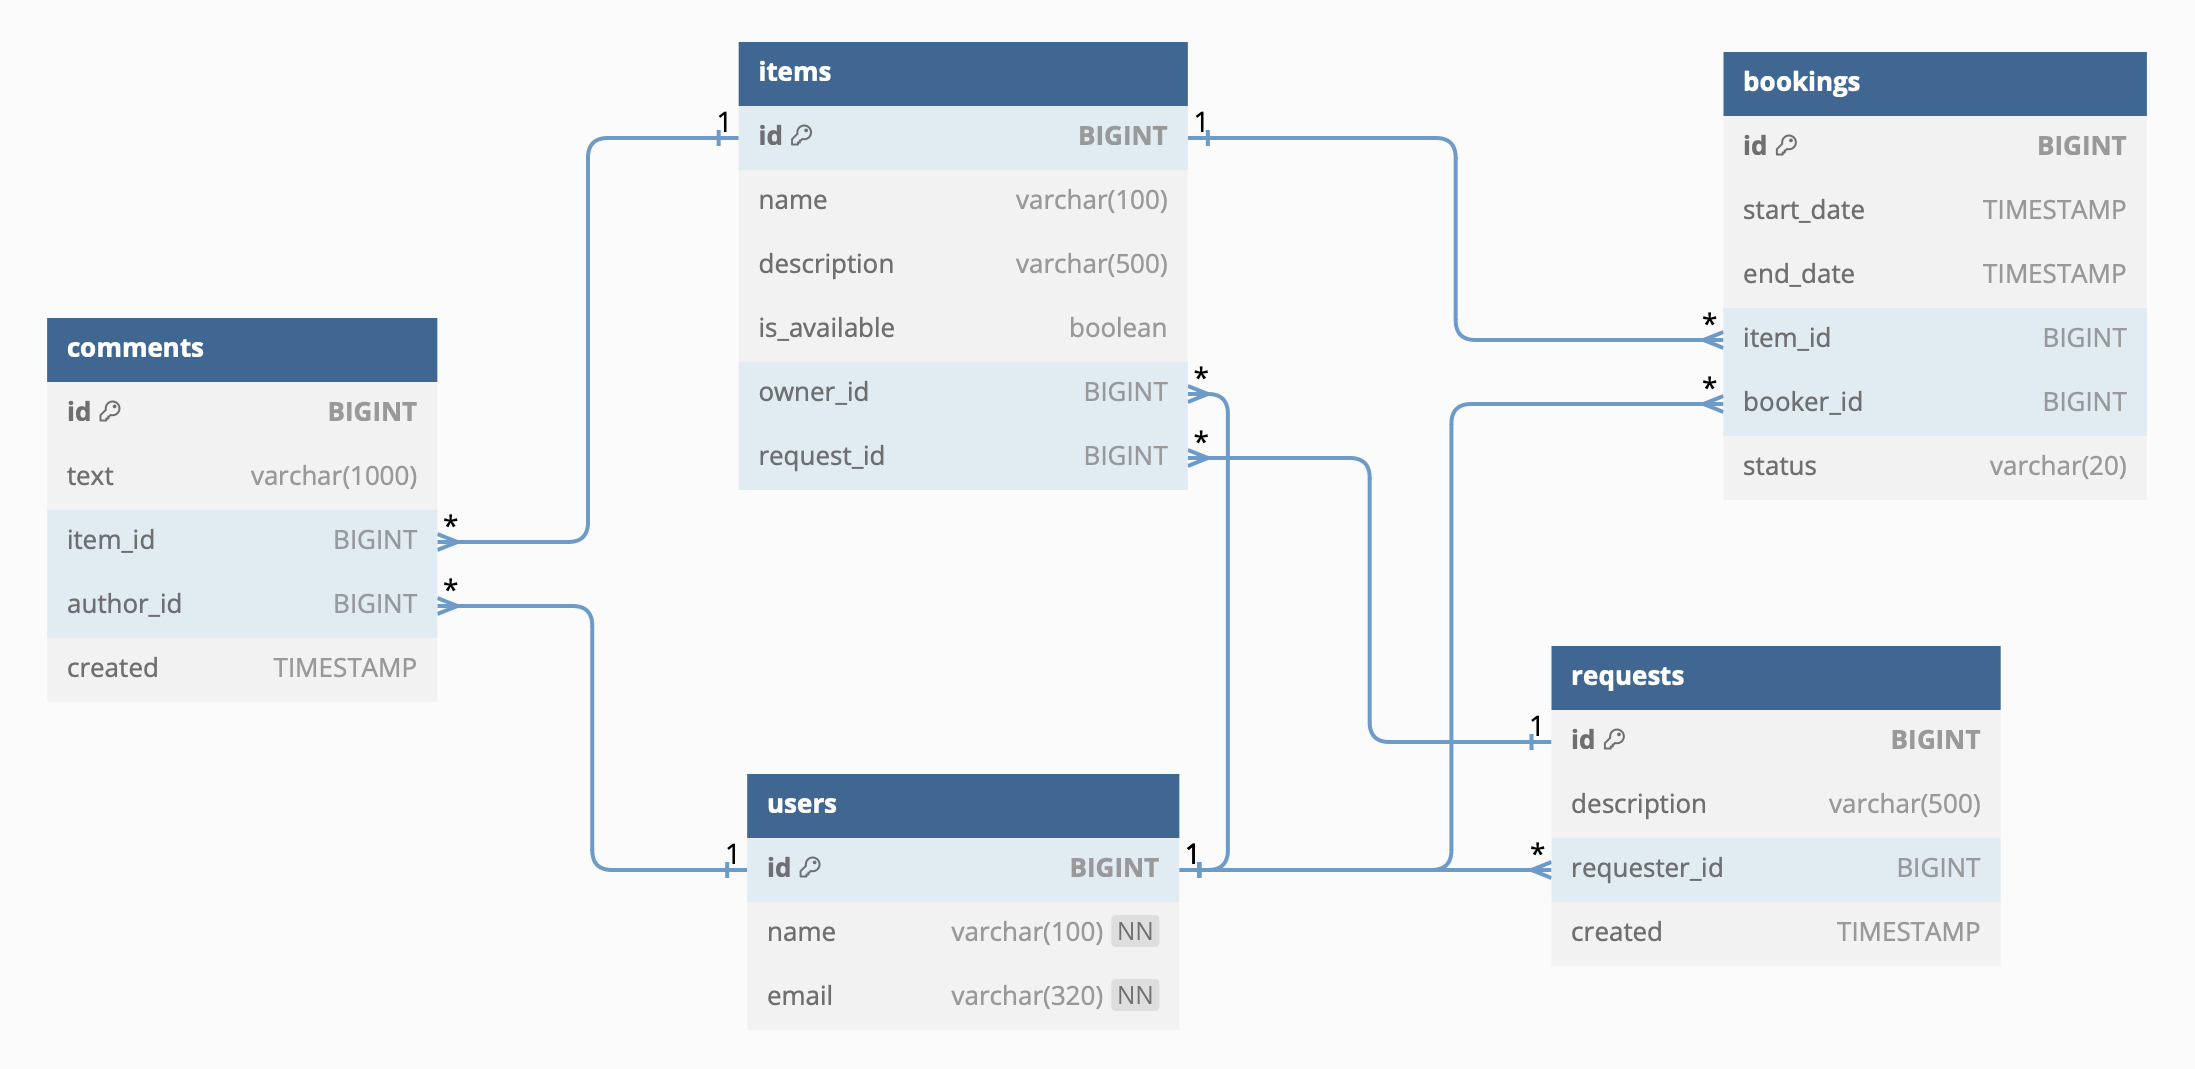 items
1
id BIGINT
1
name varchar(100)
description varchar(500)
is_available boolean
*
owner_id BIGINT
*
request_id BIGINT
bookings
id BIGINT
start_date TIMESTAMP
end_date TIMESTAMP
*
item_id BIGINT
*
booker_id BIGINT
status varchar(20)
comments
id BIGINT
text varchar(1000)
*
item_id BIGINT
*
author_id BIGINT
created TIMESTAMP
users
1
id BIGINT
1
name varchar(100) NN
email varchar(320) NN
requests
1
id BIGINT
description varchar(500)
*
requester_id BIGINT
created TIMESTAMP